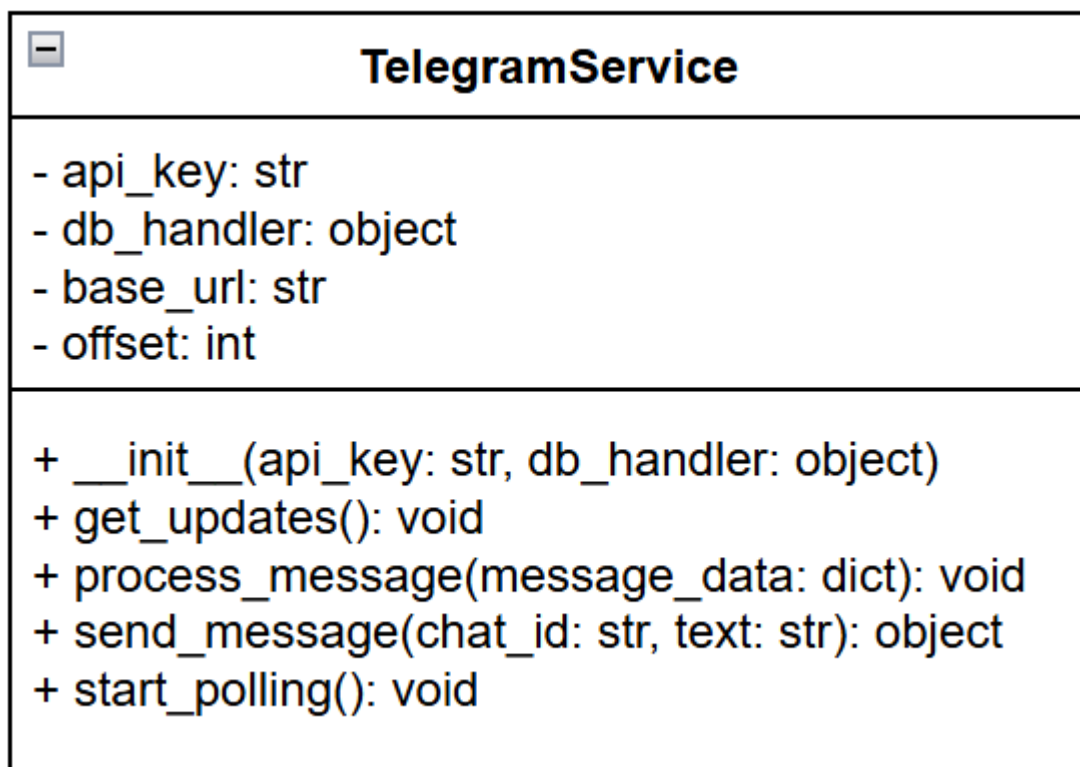 TelegramService
- api_key: str
- db_handler: object
- base_url: str
- offset: int
+ __init__(api_key: str, db_handler: object)
+ get_updates(): void
+ process_message(message_data: dict): void
+ send_message(chat_id: str, text: str): object
+ start_polling(): void